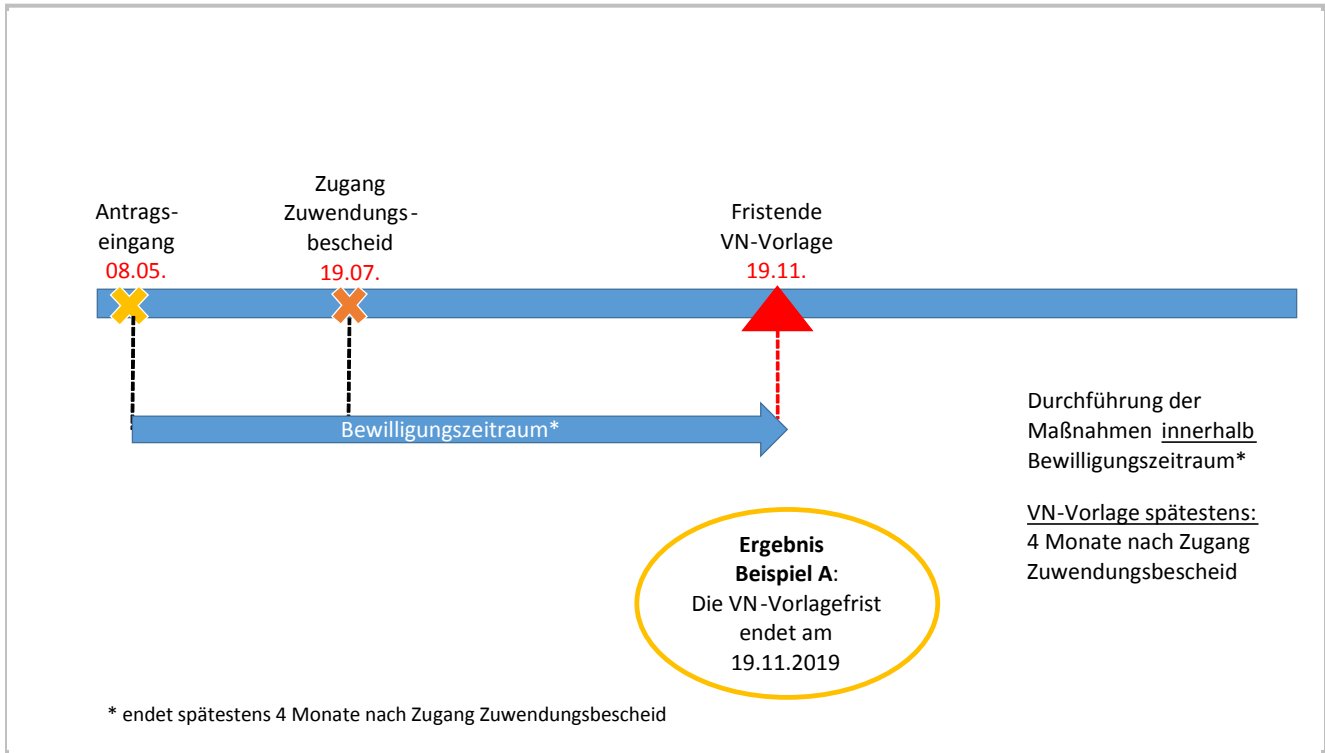 Antrags-
eingang
08.05.
Zugang
Zuwendungs-
bescheid
19.07.
Fristende
VN-Vorlage
19.11.
Bewilligungszeitraum*
Durchführung der
Maßnahmen innerhalb
Bewilligungszeitraum*
VN-Vorlage spätestens:
4 Monate nach Zugang
Zuwendungsbescheid
Ergebnis
Beispiel A:
Die VN-Vorlagefrist
endet am
19.11.2019
* endet spätestens 4 Monate nach Zugang Zuwendungsbescheid